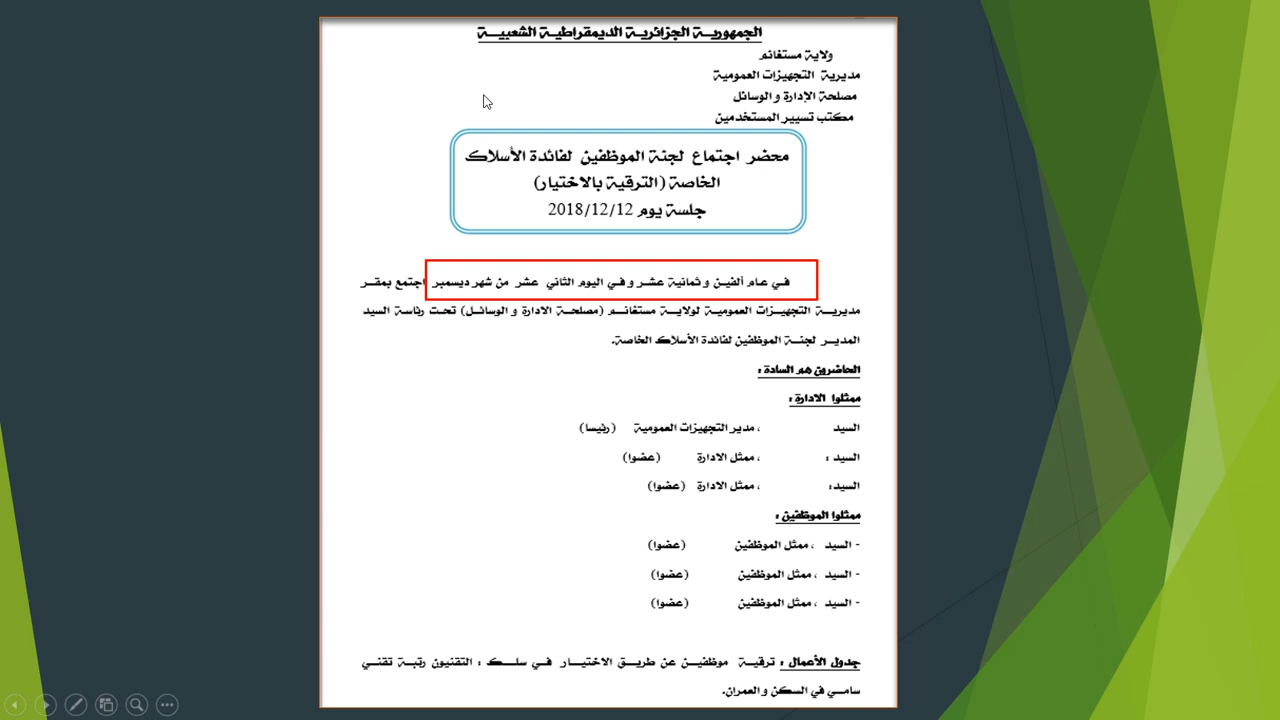 الجمهورية الجزائرية الديمقراطية الشعبية
ولاية مستغانم
مديرية التجهيزات العمومية
مصلحة الإدارة و الوسائل
مكتب تسيير المستخدمين
محضر اجتماع لجنة الموظفين لفائدة الأسلاك
الخاصة (الترقية بالاختيار)
جلسة يوم 2018/12/12
في عام ألفين و ثمانية عشر و في اليوم الثاني عشر من شهر ديسمبر اجتمع بمقر
مديرية التجهيزات العمومية لولاية مستغانم (مصلحة الادارة و الوسائل) تحت رئاسة السيد
المدير لجنة الموظفين لفائدة الأسلاك الخاصة.
الحاضرون هم السادة :
ممثلوا الادارة :
السيد ، مدير التجهيزات العمومية (رئيسا)
السيد : ، ممثل الادارة (عضوا)
السيد: ، ممثل الادارة (عضوا)
ممثلوا الموظفين :
- السيد ، ممثل الموظفين (عضوا)
- السيد ، ممثل الموظفين (عضوا)
- السيد ، ممثل الموظفين (عضوا)
جدول الأعمال : ترقية موظفين عن طريق الاختيار في سلك : التقنيون رتبة تقني
سامي في السكن و العمران.